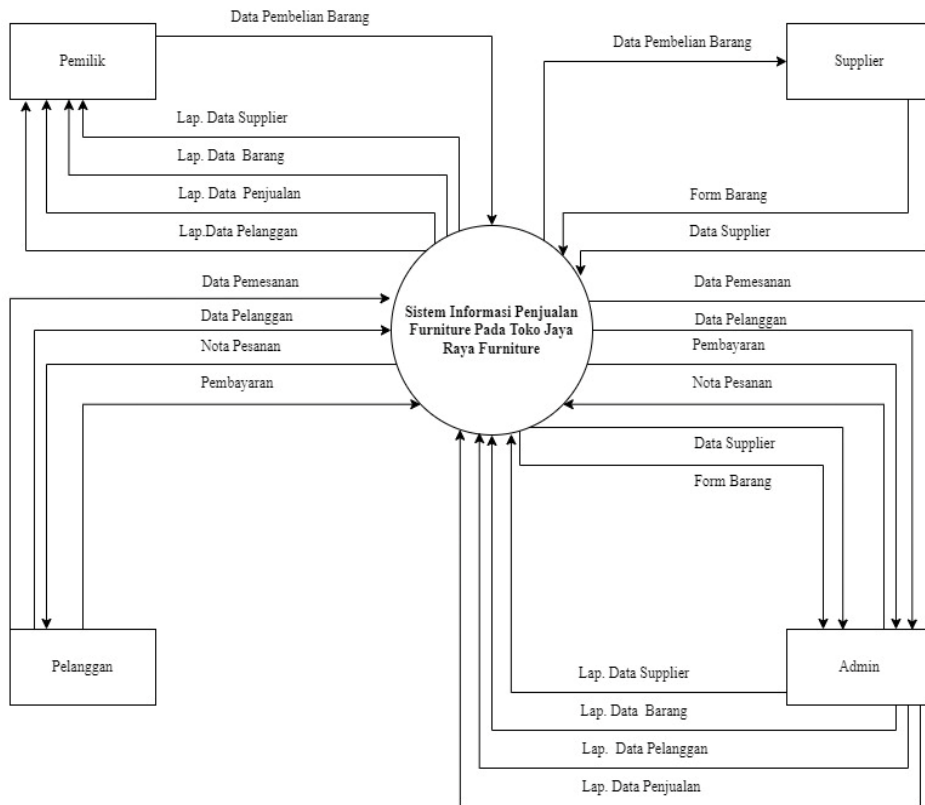 Data Pembelian Barang
Pemilik
Data Pembelian Barang
Supplier
Lap. Data Supplier
Lap. Data Barang
Lap. Data Penjualan
Lap.Data Pelanggan
Form Barang
Data Supplier
Data Pemesanan
Data Pelanggan
Nota Pesanan
Pembayaran
Sistem Informasi Penjualan
Furniture Pada Toko Jaya
Raya Furniture
Data Pemesanan
Data Pelanggan
Pembayaran
Nota Pesanan
Data Supplier
Form Barang
Pelanggan
Admin
Lap. Data Supplier
Lap. Data Barang
Lap. Data Pelanggan
Lap. Data Penjualan